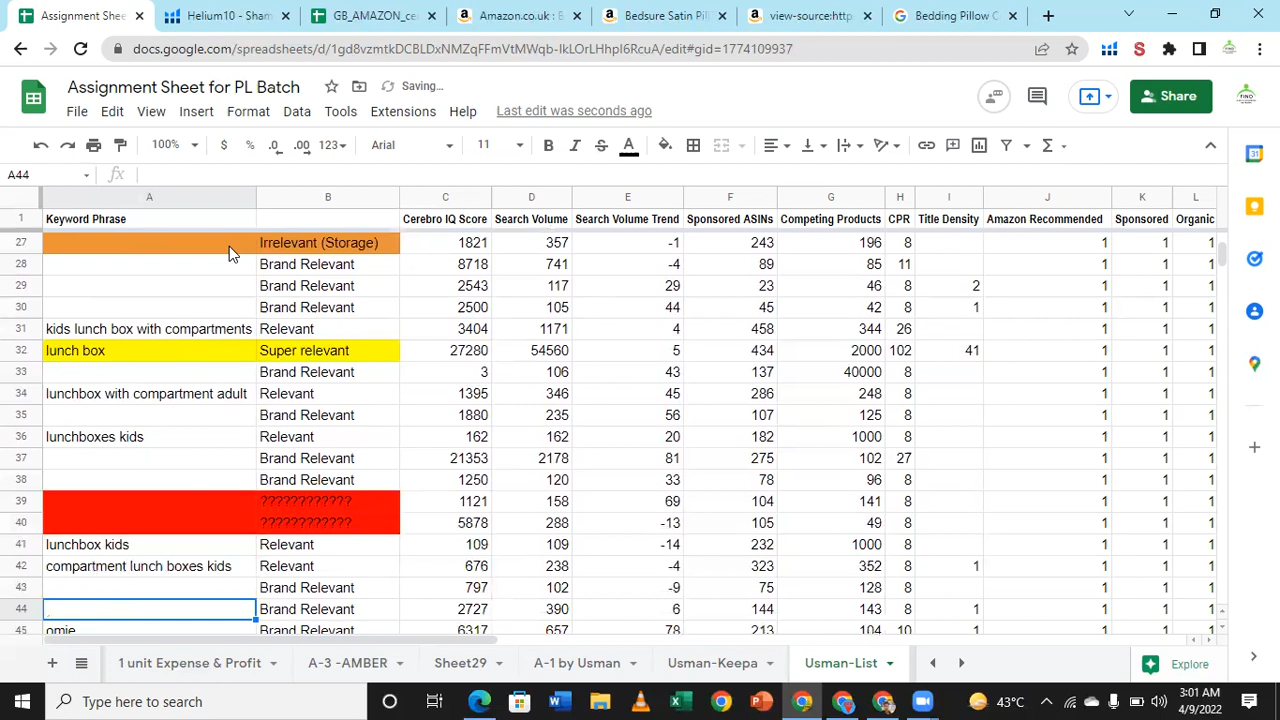 Assignment Sheet for PL Batch
Helium10 - Sham
GB_AMAZON_ce
Amazon.co.uk : B
Bedsure Satin Pil
view-source:http
Bedding Pillow C
docs.google.com/spreadsheets/d/1gd8vzmtkDCBLDxNMZqFFmVtMWqb-IkLOrLHhpl6RcuA/edit#gid=1774109937
Assignment Sheet for PL Batch Saving...
File Edit View Insert Format Data Tools Extensions Help Last edit was seconds ago
Share
100% $ % .0 .00 123 Arial 11 B I S A
A44 fx
A B C D E F G H I J K L
1 Keyword Phrase Cerebro IQ Score Search Volume Search Volume Trend Sponsored ASINs Competing Products CPR Title Density Amazon Recommended Sponsored Organic
27 Irrelevant (Storage) 1821 357 -1 243 196 8 1 1 1
28 Brand Relevant 8718 741 -4 89 85 11 1 1 1
29 Brand Relevant 2543 117 29 23 46 8 2 1 1 1
30 Brand Relevant 2500 105 44 45 42 8 1 1 1 1
31 kids lunch box with compartments Relevant 3404 1171 4 458 344 26 1 1 1
32 lunch box Super relevant 27280 54560 5 434 2000 102 41 1 1 1
33 Brand Relevant 3 106 43 137 40000 8 1 1 1
34 lunchbox with compartment adult Relevant 1395 346 45 286 248 8 1 1 1
35 Brand Relevant 1880 235 56 107 125 8 1 1 1
36 lunchboxes kids Relevant 162 162 20 182 1000 8 1 1 1
37 Brand Relevant 21353 2178 81 275 102 27 1 1 1
38 Brand Relevant 1250 120 33 78 96 8 1 1 1
39 ???????????? 1121 158 69 104 141 8 1 1 1
40 ???????????? 5878 288 -13 105 49 8 1 1 1
41 lunchbox kids Relevant 109 109 -14 232 1000 8 1 1 1
42 compartment lunch boxes kids Relevant 676 238 -4 323 352 8 1 1 1 1
43 Brand Relevant 797 102 -9 75 128 8 1 1 1
44 Brand Relevant 2727 390 6 144 143 8 1 1 1 1
45 omie Brand Relevant 6317 657 78 213 104 10 1 1 1
1 unit Expense & Profit A-3 -AMBER Sheet29 A-1 by Usman Usman-Keepa Usman-List Explore
Type here to search 43°C 3:01 AM
4/9/2022